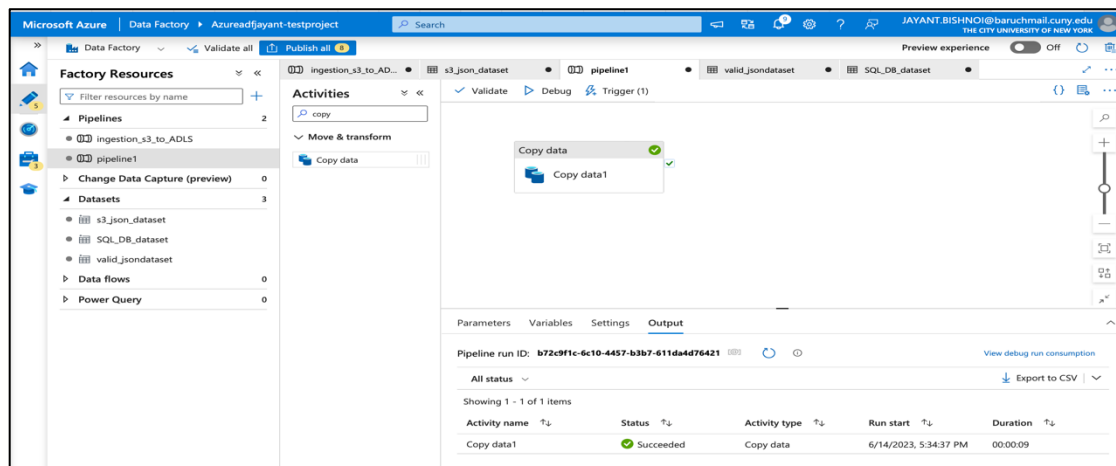 Microsoft Azure | Data Factory ▸ Azureadfjayant-testproject
Search
9
JAYANT.BISHNOI@baruchmail.cuny.edu
THE CITY UNIVERSITY OF NEW YORK
Data Factory
Validate all
Publish all 8
Preview experience
Off
5
3
Factory Resources
Filter resources by name
Pipelines 2
ingestion_s3_to_ADLS
pipeline1
Change Data Capture (preview) 0
Datasets 3
s3_json_dataset
SQL_DB_dataset
valid_jsondataset
Data flows 0
Power Query 0
ingestion_s3_to_AD...
s3_json_dataset
pipeline1
valid_jsondataset
SQL_DB_dataset
Activities
copy
Move & transform
Copy data
Validate
Debug
Trigger (1)
{}
Copy data
Copy data1
Parameters Variables Settings Output
Pipeline run ID: b72c9f1c-6c10-4457-b3b7-611da4d76421
View debug run consumption
All status
Export to CSV
Showing 1 - 1 of 1 items
Activity name Status Activity type Run start Duration
Copy data1 Succeeded Copy data 6/14/2023, 5:34:37 PM 00:00:09